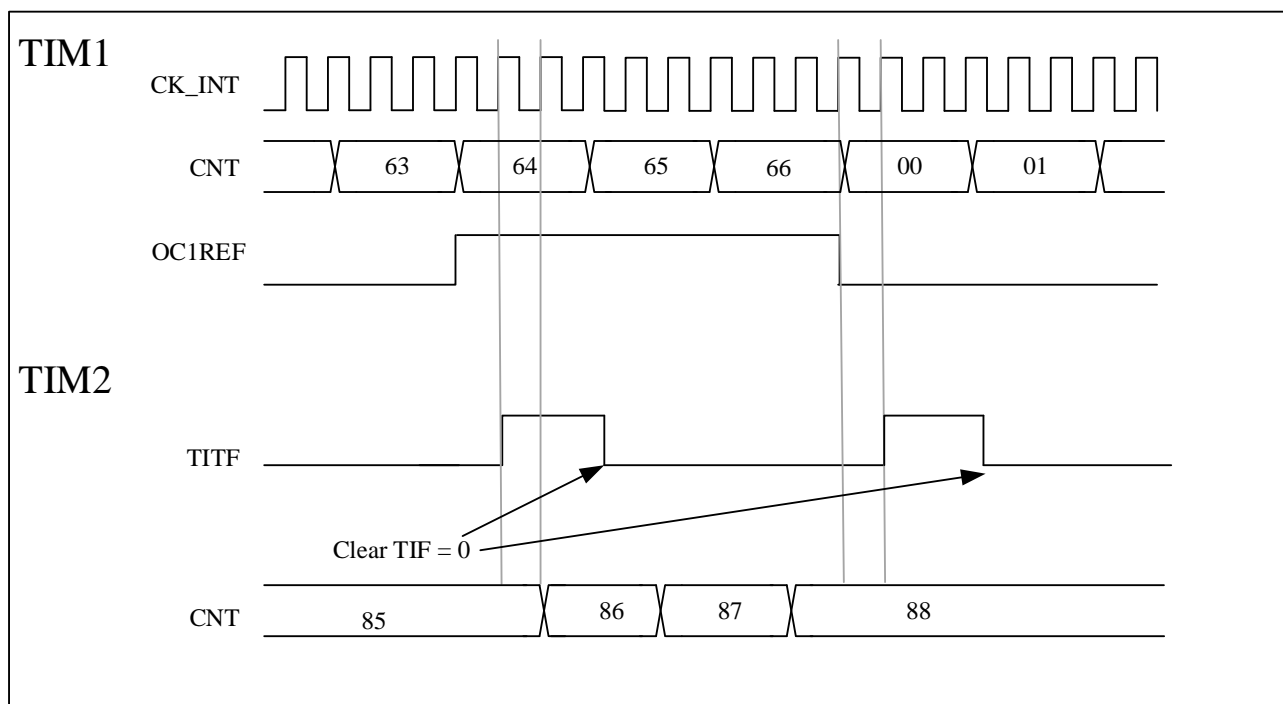 TIM1
CK_INT
CNT
63 64 65 66 00 01
OC1REF
TIM2
TITF
Clear TIF = 0
CNT
85 86 87 88